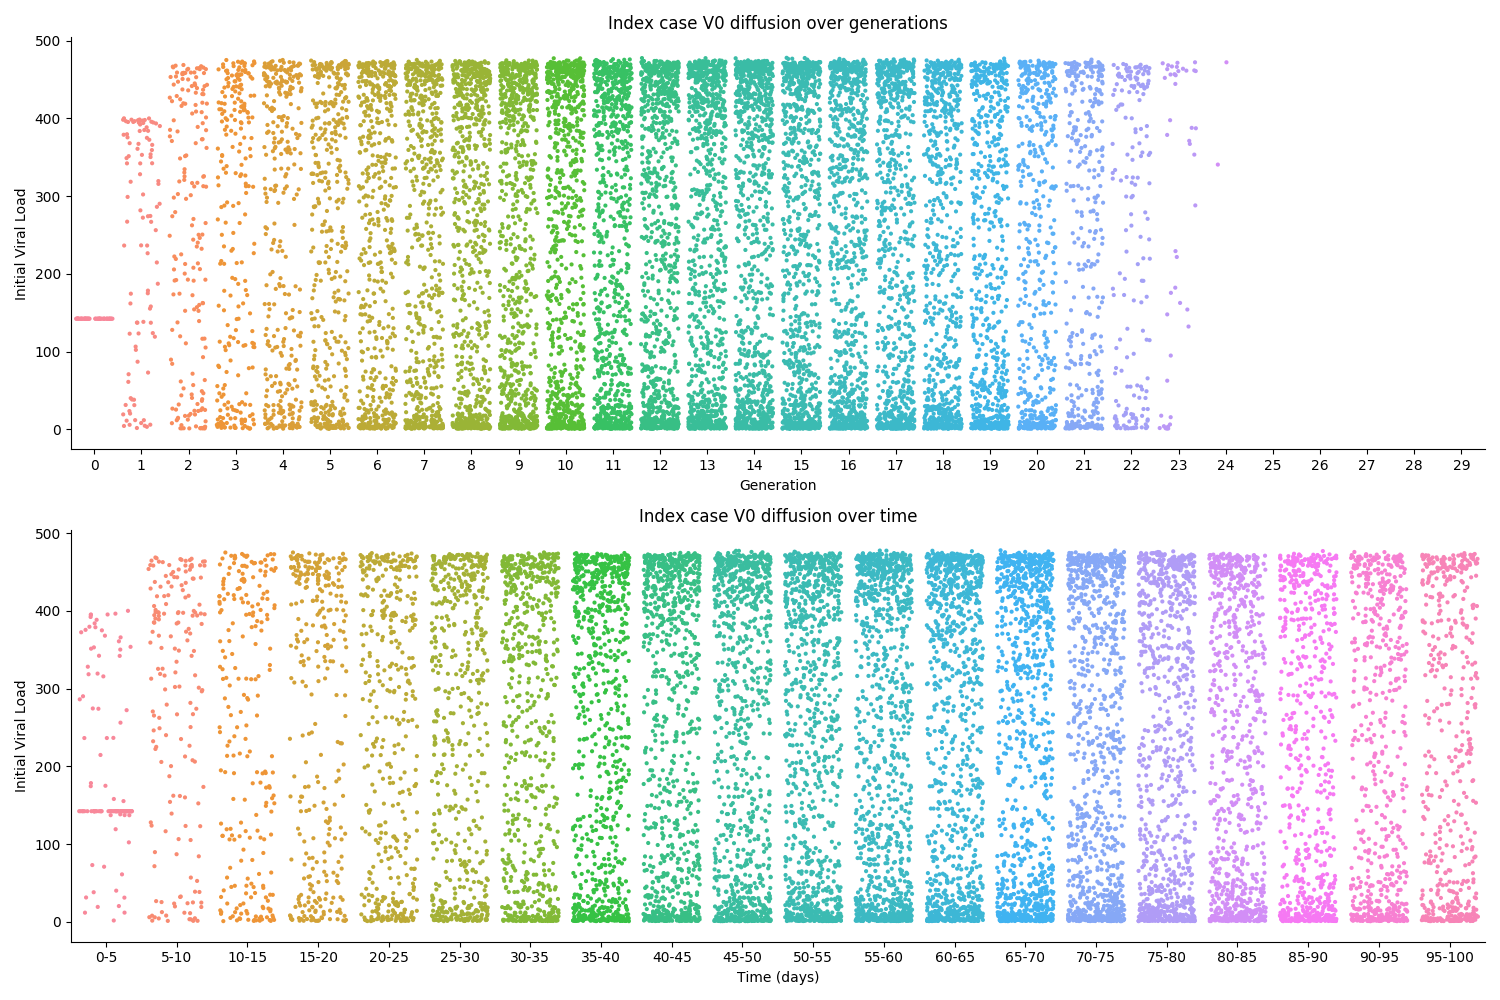 Index case V0 diffusion over generations
500
400
300
200
100
0
Initial Viral Load
0 1 2 3 4 5 6 7 8 9 10 11 12 13 14 15 16 17 18 19 20 21 22 23 24 25 26 27 28 29
Generation
Index case V0 diffusion over time
500
400
300
200
100
0
Initial Viral Load
0-5 5-10 10-15 15-20 20-25 25-30 30-35 35-40 40-45 45-50 50-55 55-60 60-65 65-70 70-75 75-80 80-85 85-90 90-95 95-100
Time (days)